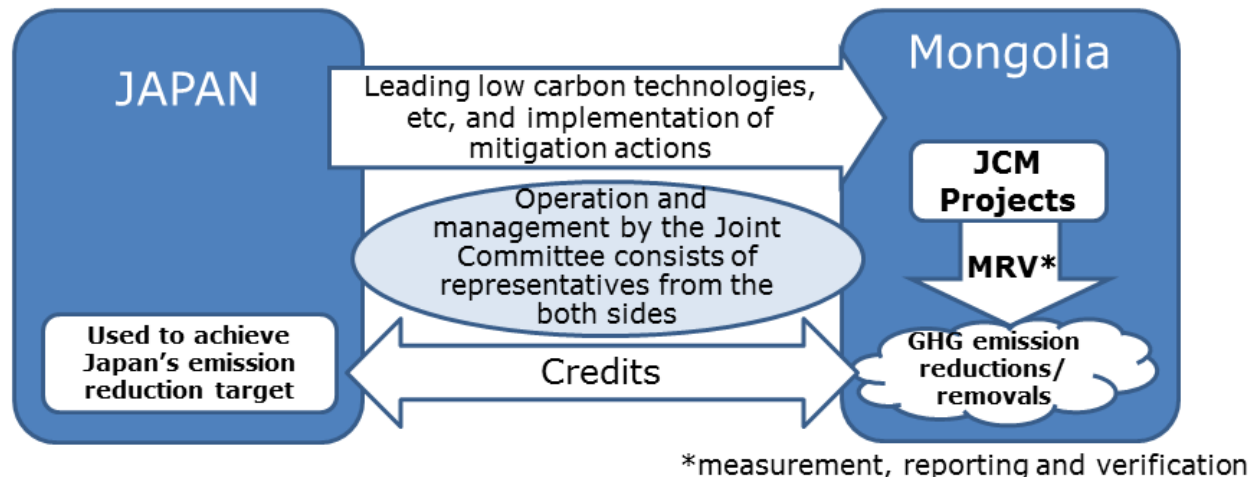 JAPAN
Mongolia
Leading low carbon technologies,
etc, and implementation of
mitigation actions
JCM
Projects
Operation and
management by the Joint
Committee consists of
representatives from the
both sides
MRV*
Used to achieve
Japan's emission
reduction target
Credits
GHG emission
reductions/
removals
*measurement, reporting and verification